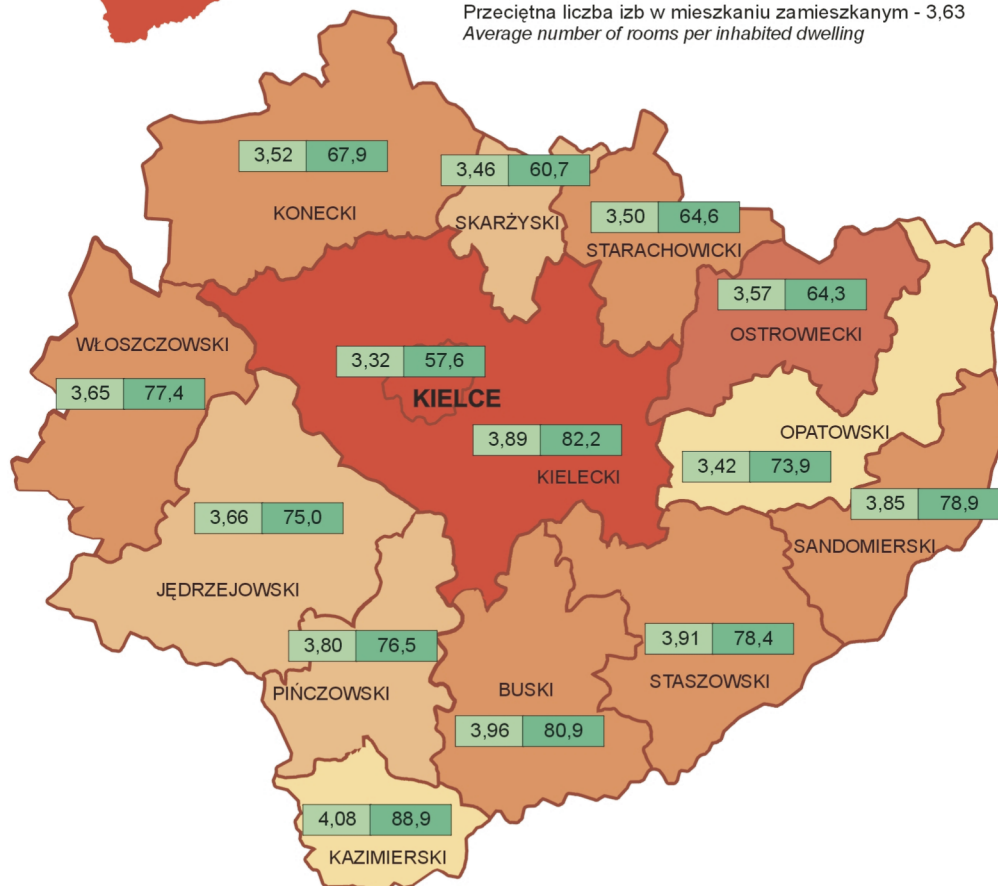 Przeciętna liczba izb w mieszkaniu zamieszkanym - 3,63
Average number of rooms per inhabited dwelling
3,52 67,9
KONECKI
3,46 60,7
SKARŻYSKI
3,50 64,6
STARACHOWICKI
3,57 64,3
OSTROWIECKI
WŁOSZCZOWSKI
3,65 77,4
3,32 57,6
KIELCE
3,89 82,2
KIELECKI
OPATOWSKI
3,42 73,9
3,85 78,9
SANDOMIERSKI
3,66 75,0
JĘDRZEJOWSKI
3,80 76,5
PIŃCZOWSKI
3,91 78,4
STASZOWSKI
BUSKI
3,96 80,9
4,08 88,9
KAZIMIERSKI